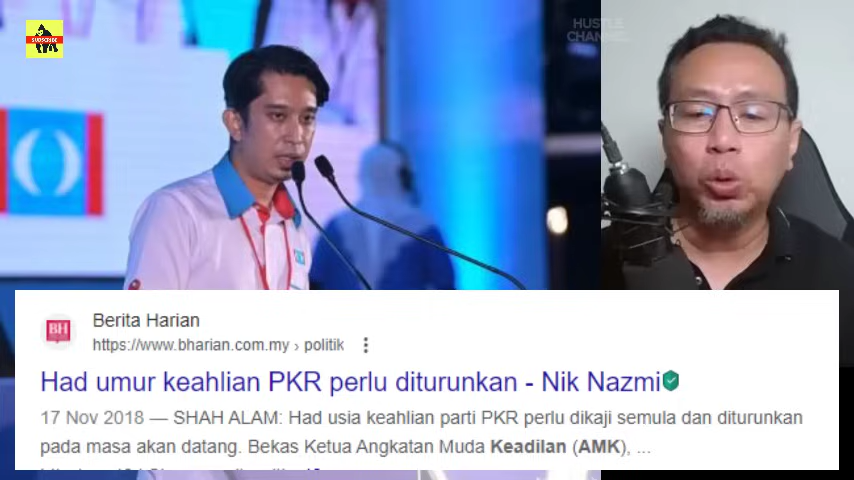 SUBSCRIBE
HUSTLE
CHANNEL
BH
Berita Harian
https://www.bharian.com.my › politik
Had umur keahlian PKR perlu diturunkan - Nik Nazmi
17 Nov 2018 — SHAH ALAM: Had usia keahlian parti PKR perlu dikaji semula dan diturunkan
pada masa akan datang. Bekas Ketua Angkatan Muda Keadilan (AMK), ...